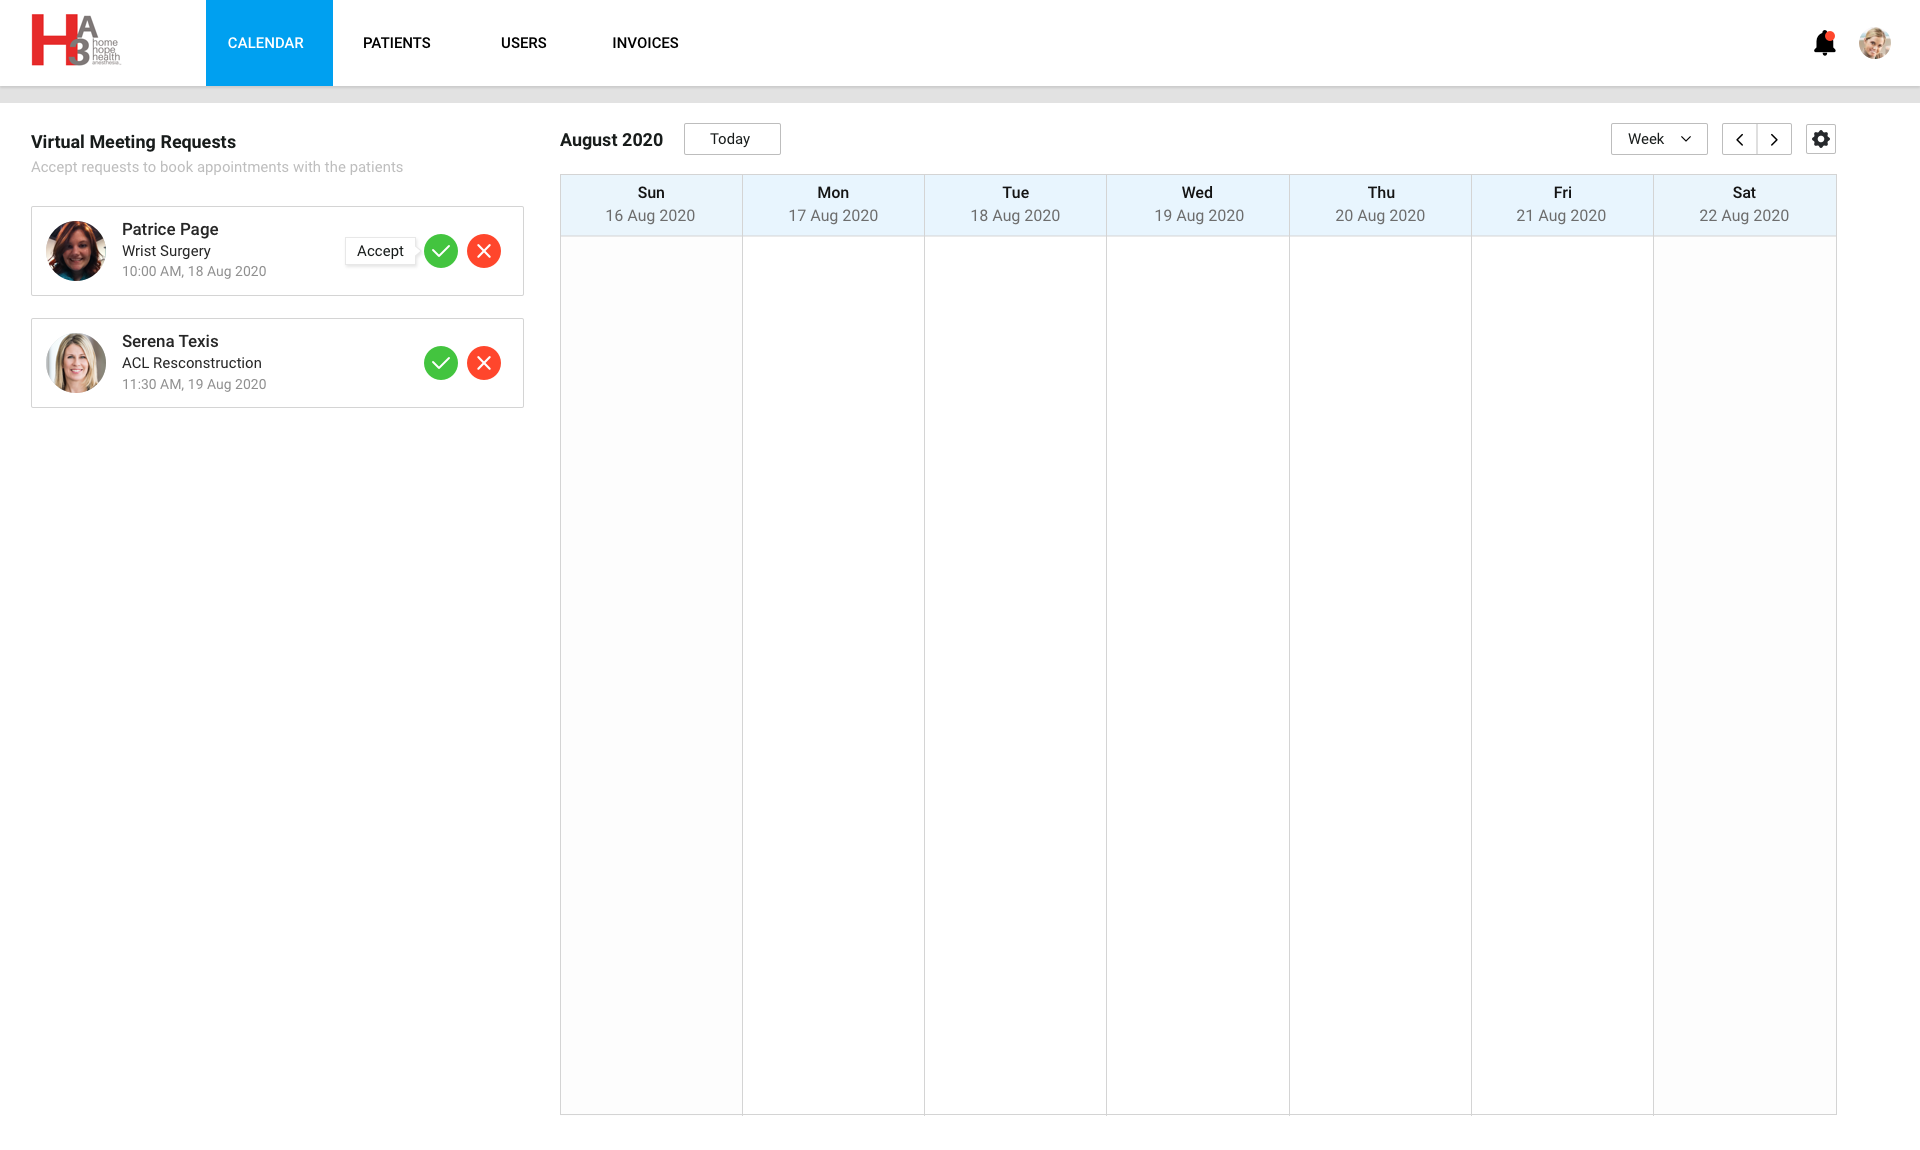 HA3
home
hope
health
anesthesia
CALENDAR
PATIENTS
USERS
INVOICES
Virtual Meeting Requests
Accept requests to book appointments with the patients
Patrice Page
Wrist Surgery
10:00 AM, 18 Aug 2020
Accept
Serena Texis
ACL Resconstruction
11:30 AM, 19 Aug 2020
August 2020
Today
Week
Sun
16 Aug 2020
Mon
17 Aug 2020
Tue
18 Aug 2020
Wed
19 Aug 2020
Thu
20 Aug 2020
Fri
21 Aug 2020
Sat
22 Aug 2020